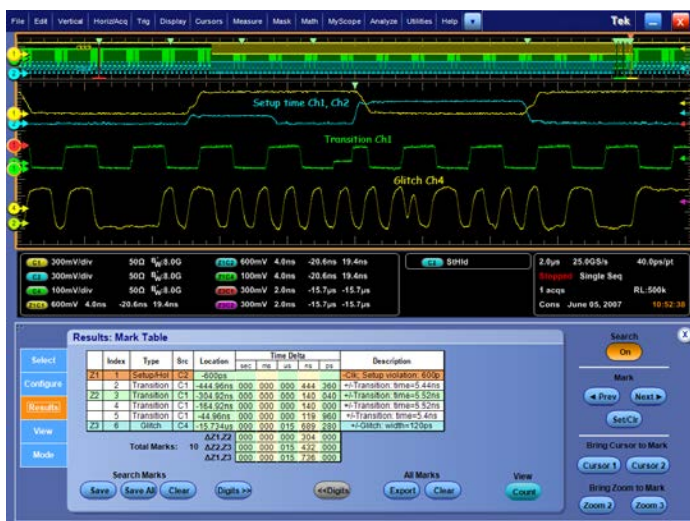 File Edit Vertical Horiz/Acq Trig Display Cursors Measure Mask Math MyScope Analyze Utilities Help Tek
Setup time Ch1, Ch2
Transition Ch1
Glitch Ch4
C1 300mV/div 50Ω BW:8.0G Z1C2 600mV 4.0ns -20.6ns 19.4ns C2 StHld 2.0µs 25.0GS/s 40.0ps/pt
C2 300mV/div 50Ω BW:8.0G 100mV 4.0ns -20.6ns 19.4ns Stopped Single Seq
C4 100mV/div 50Ω BW:8.0G 300mV 2.0ns -15.7µs -15.7µs 1 acqs RL:500k
Z1C1 600mV 4.0ns -20.6ns 19.4ns 300mV 2.0ns -15.7µs -15.7µs Cons June 05, 2007 10:52:38
Results: Mark Table
Select
Configure
Results
View
Mode
Index Type Src Location Time Delta Description
sec ms µs ns ps
Z1 1 Setup/Hol C2 -600ps -Clk; Setup violation: 600p
2 Transition C1 -444.96ns 000 000 000 444 360 +/-Transition: time=5.44ns
Z2 3 Transition C1 -304.92ns 000 000 000 140 040 +/-Transition: time=5.52ns
4 Transition C1 -164.92ns 000 000 000 140 000 +/-Transition: time=5.52ns
5 Transition C1 -44.96ns 000 000 000 119 960 +/-Transition: time=5.4ns
Z3 6 Glitch C4 -15.734µs 000 000 015 689 280 +/-Glitch: width=120ps
ΔZ1,Z2 000 000 000 304 000
Total Marks: 10 ΔZ2,Z3 000 000 015 432 000
ΔZ1,Z3 000 000 015 736 000
Search Marks
Save Save All Clear Digits >> <<Digits
All Marks
Export Clear
View
Count
Search
On
Mark
Prev Next
Set/Clr
Bring Cursor to Mark
Cursor 1 Cursor 2
Bring Zoom to Mark
Zoom 2 Zoom 3
X